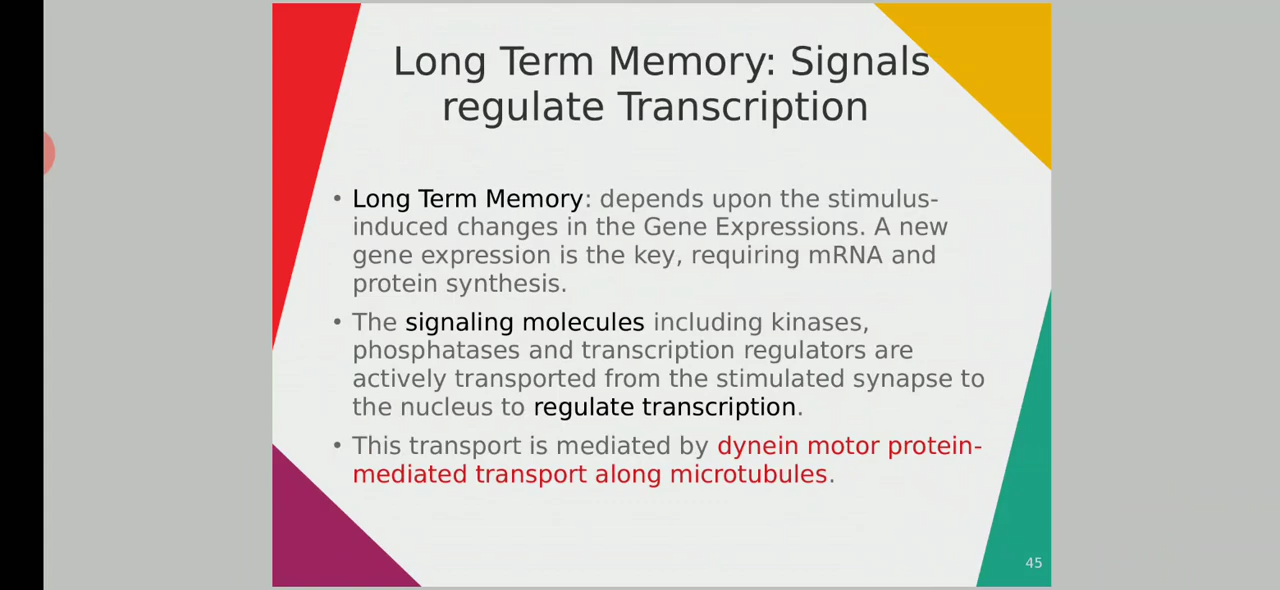 Long Term Memory: Signals
regulate Transcription
• Long Term Memory: depends upon the stimulus-
induced changes in the Gene Expressions. A new
gene expression is the key, requiring mRNA and
protein synthesis.
• The signaling molecules including kinases,
phosphatases and transcription regulators are
actively transported from the stimulated synapse to
the nucleus to regulate transcription.
• This transport is mediated by dynein motor protein-
mediated transport along microtubules.
45